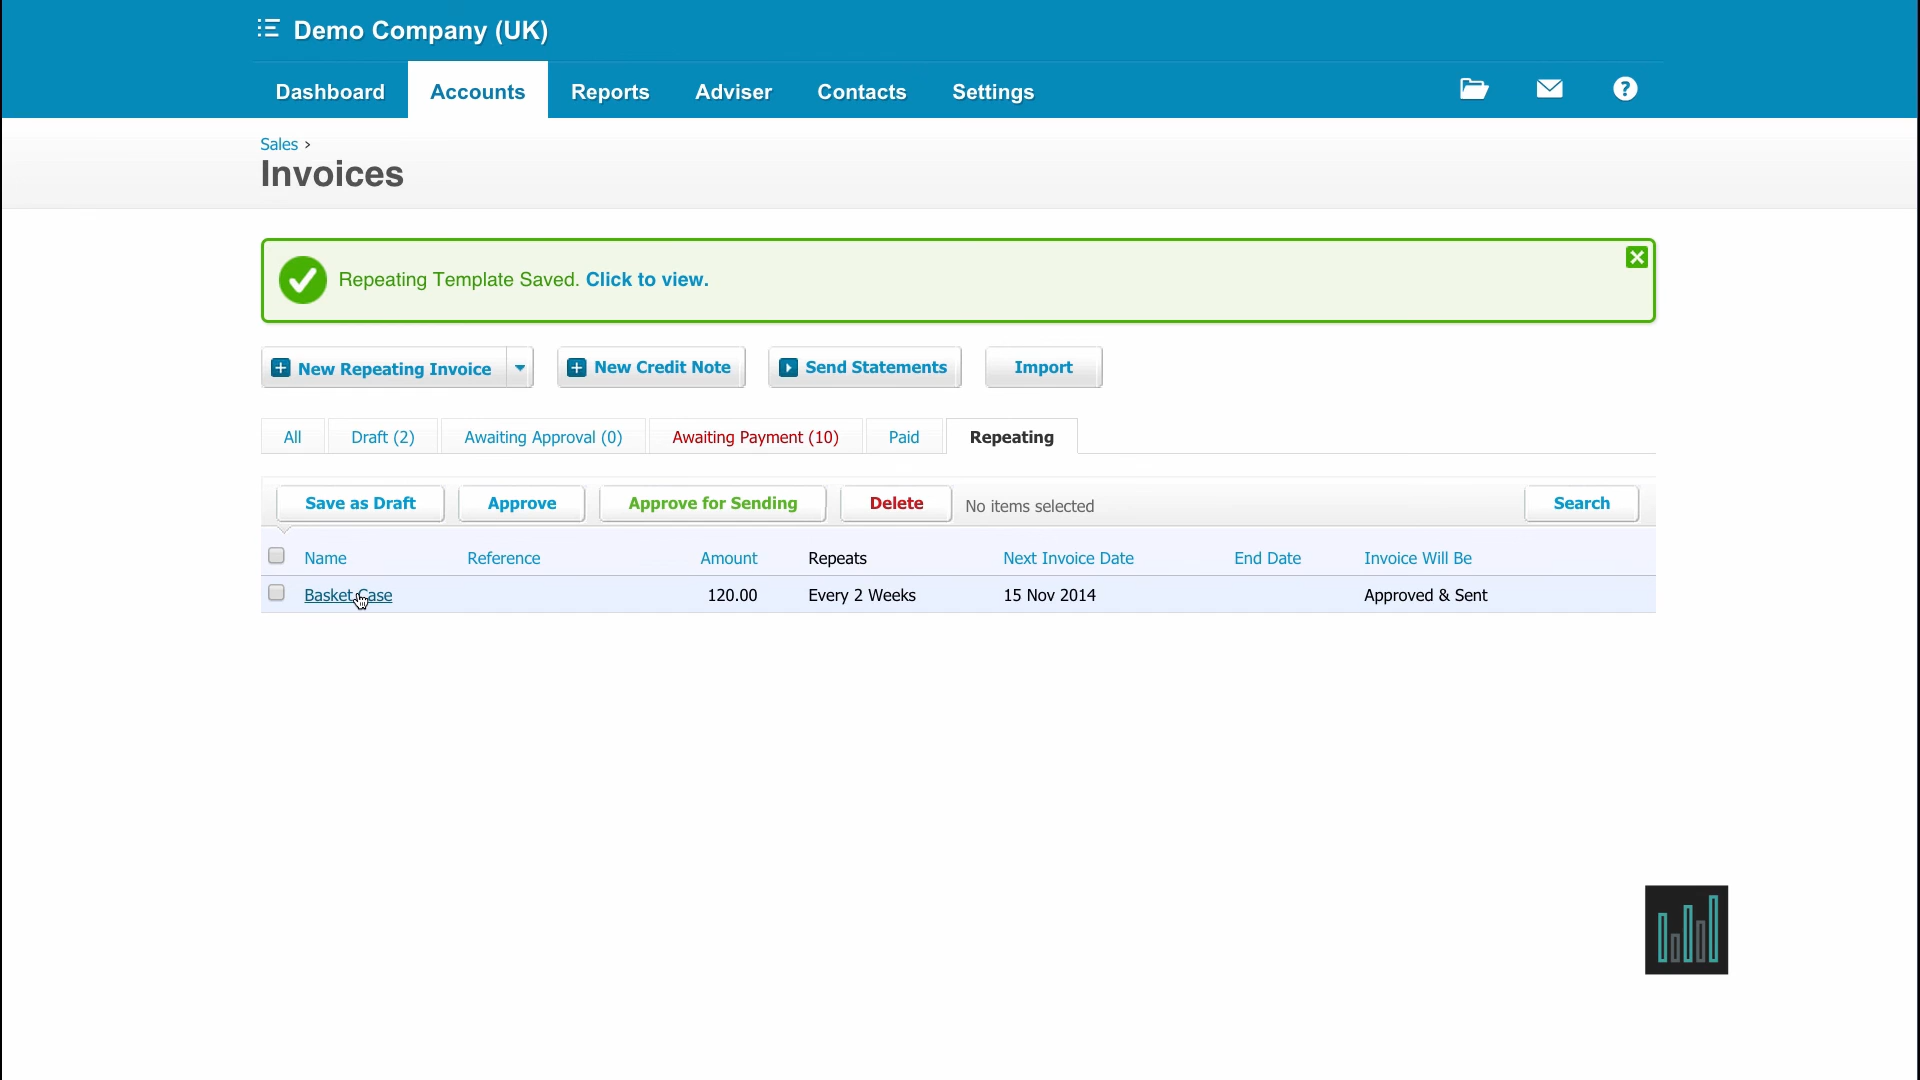 Demo Company (UK)
Dashboard Accounts Reports Adviser Contacts Settings ?
Sales ›
Invoices
Repeating Template Saved. Click to view.
New Repeating Invoice New Credit Note Send Statements Import
All Draft (2) Awaiting Approval (0) Awaiting Payment (10) Paid Repeating
Save as Draft Approve Approve for Sending Delete No items selected Search
Name Reference Amount Repeats Next Invoice Date End Date Invoice Will Be
Basket Case 120.00 Every 2 Weeks 15 Nov 2014 Approved & Sent